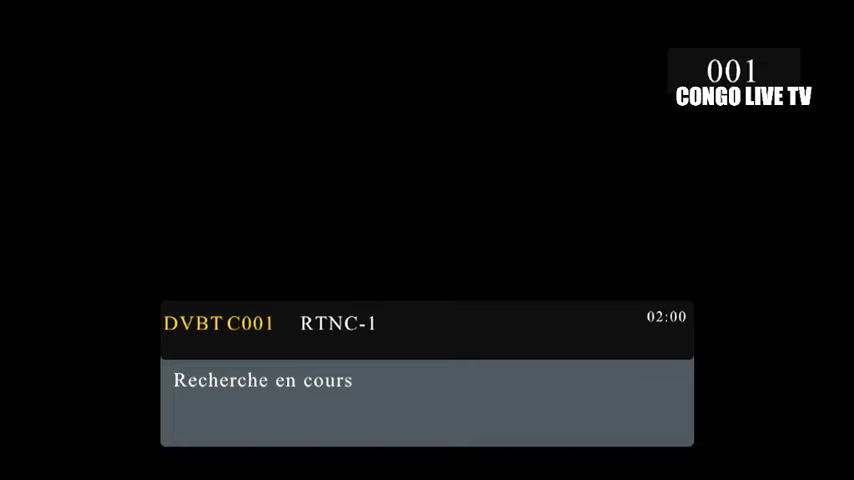 001
CONGO LIVE TV
DVBT C001 RTNC-1 02:00
Recherche en cours